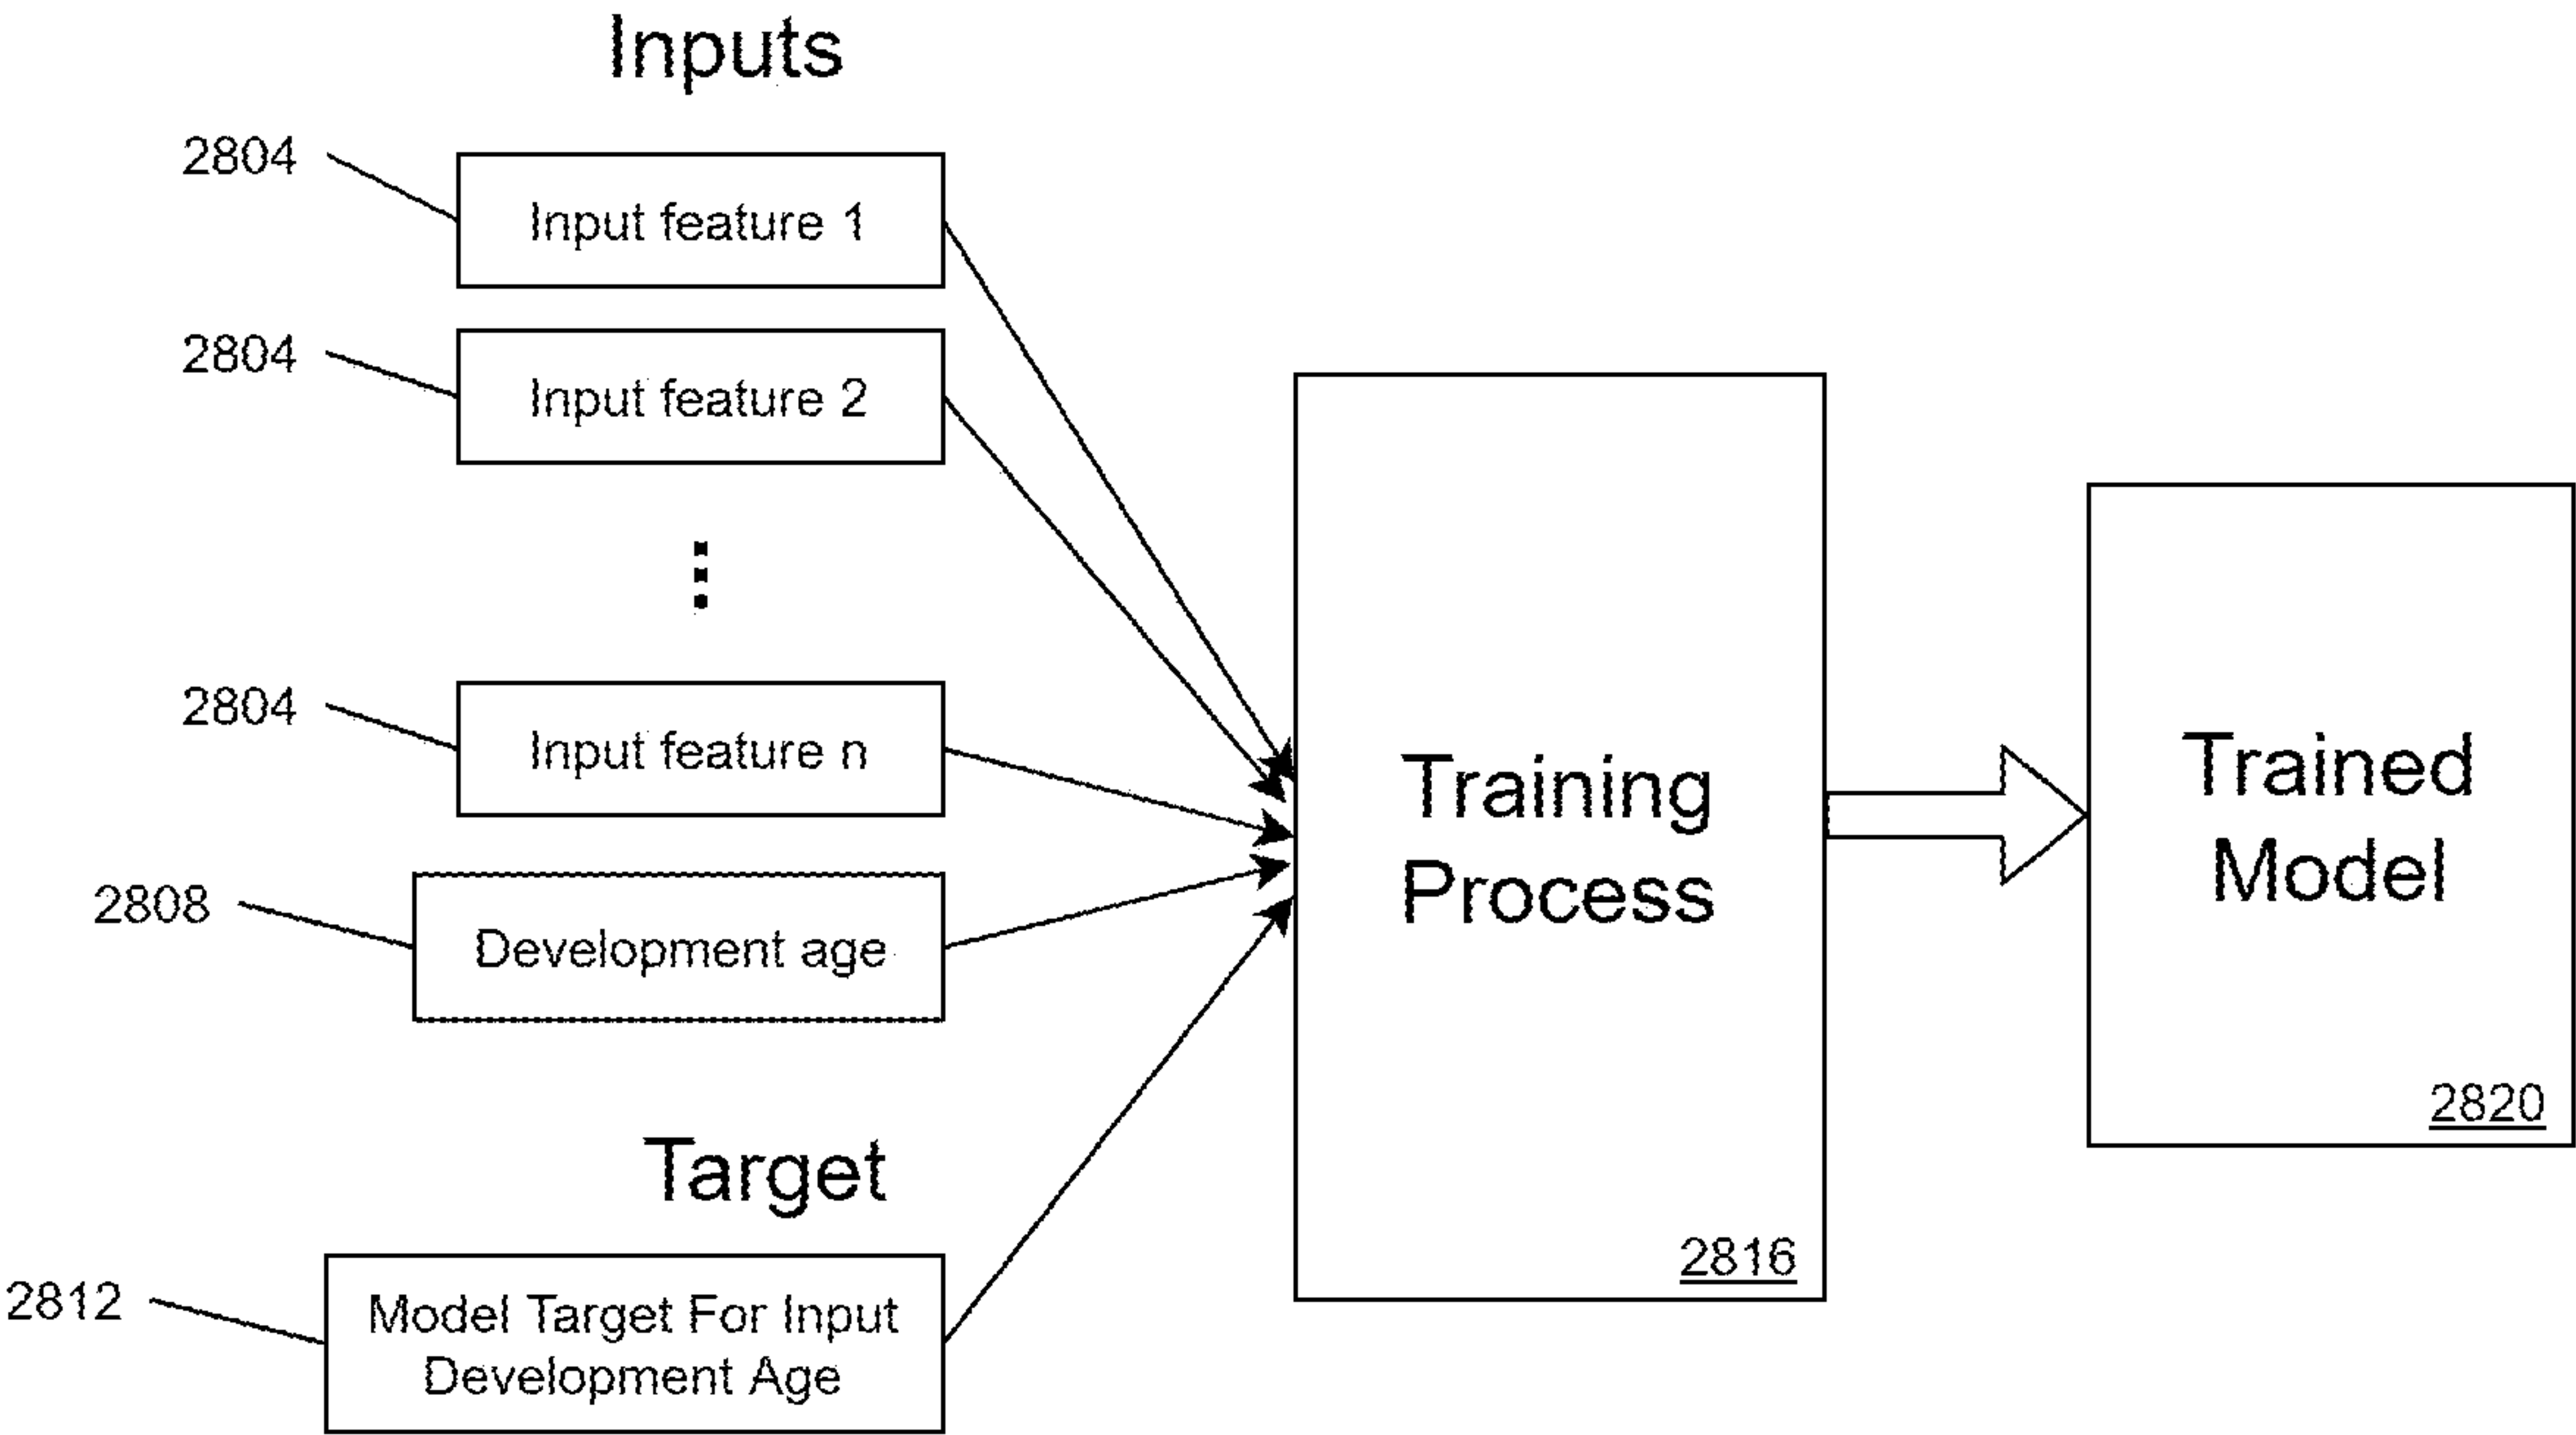 Inputs
2804
Input feature 1
2804
Input feature 2
2804
Input feature n
2808
Development age
Target
2812
Model Target For Input
Development Age
Training
Process
2816
Trained
Model
2820